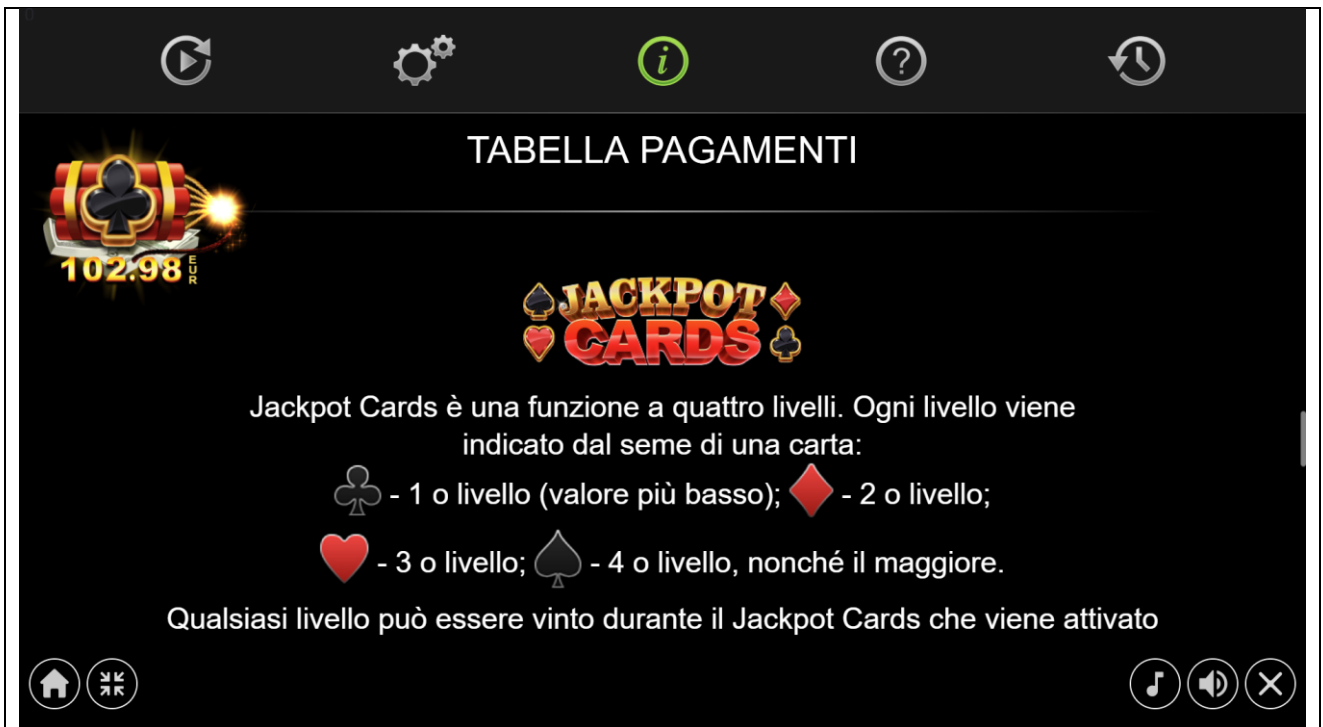 0
TABELLA PAGAMENTI
102.98 EUR
JACKPOT
CARDS
Jackpot Cards è una funzione a quattro livelli. Ogni livello viene
indicato dal seme di una carta:
- 1 o livello (valore più basso); - 2 o livello;
- 3 o livello; - 4 o livello, nonché il maggiore.
Qualsiasi livello può essere vinto durante il Jackpot Cards che viene attivato